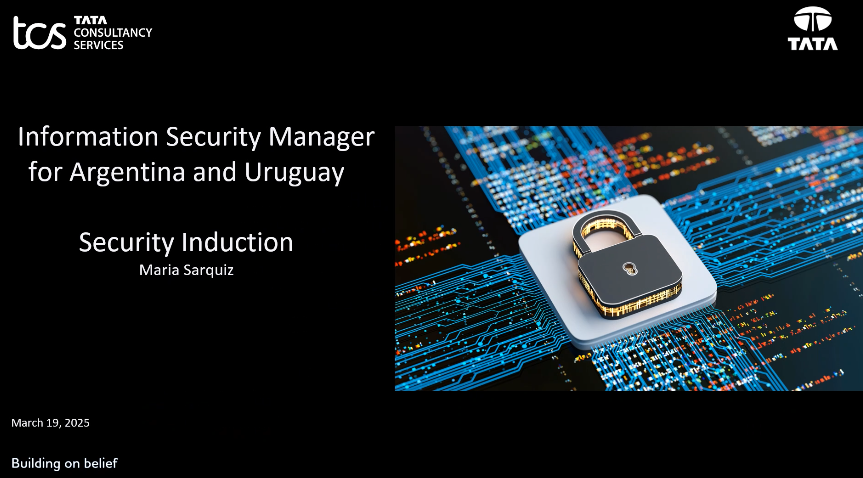 tcs
TATA
CONSULTANCY
SERVICES
TATA
Information Security Manager
for Argentina and Uruguay
Security Induction
Maria Sarquiz
March 19, 2025
Building on belief